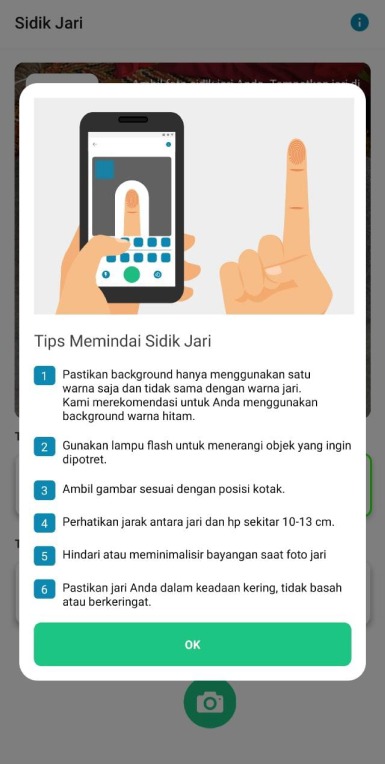 Sidik Jari
Ambil foto sidik jari Anda. Tempatkan jari di
Tips Memindai Sidik Jari
1 Pastikan background hanya menggunakan satu
warna saja dan tidak sama dengan warna jari.
Kami merekomendasi untuk Anda menggunakan
background warna hitam.
2 Gunakan lampu flash untuk menerangi objek yang ingin
dipotret.
3 Ambil gambar sesuai dengan posisi kotak.
4 Perhatikan jarak antara jari dan hp sekitar 10-13 cm.
5 Hindari atau meminimalisir bayangan saat foto jari
6 Pastikan jari Anda dalam keadaan kering, tidak basah
atau berkeringat.
OK